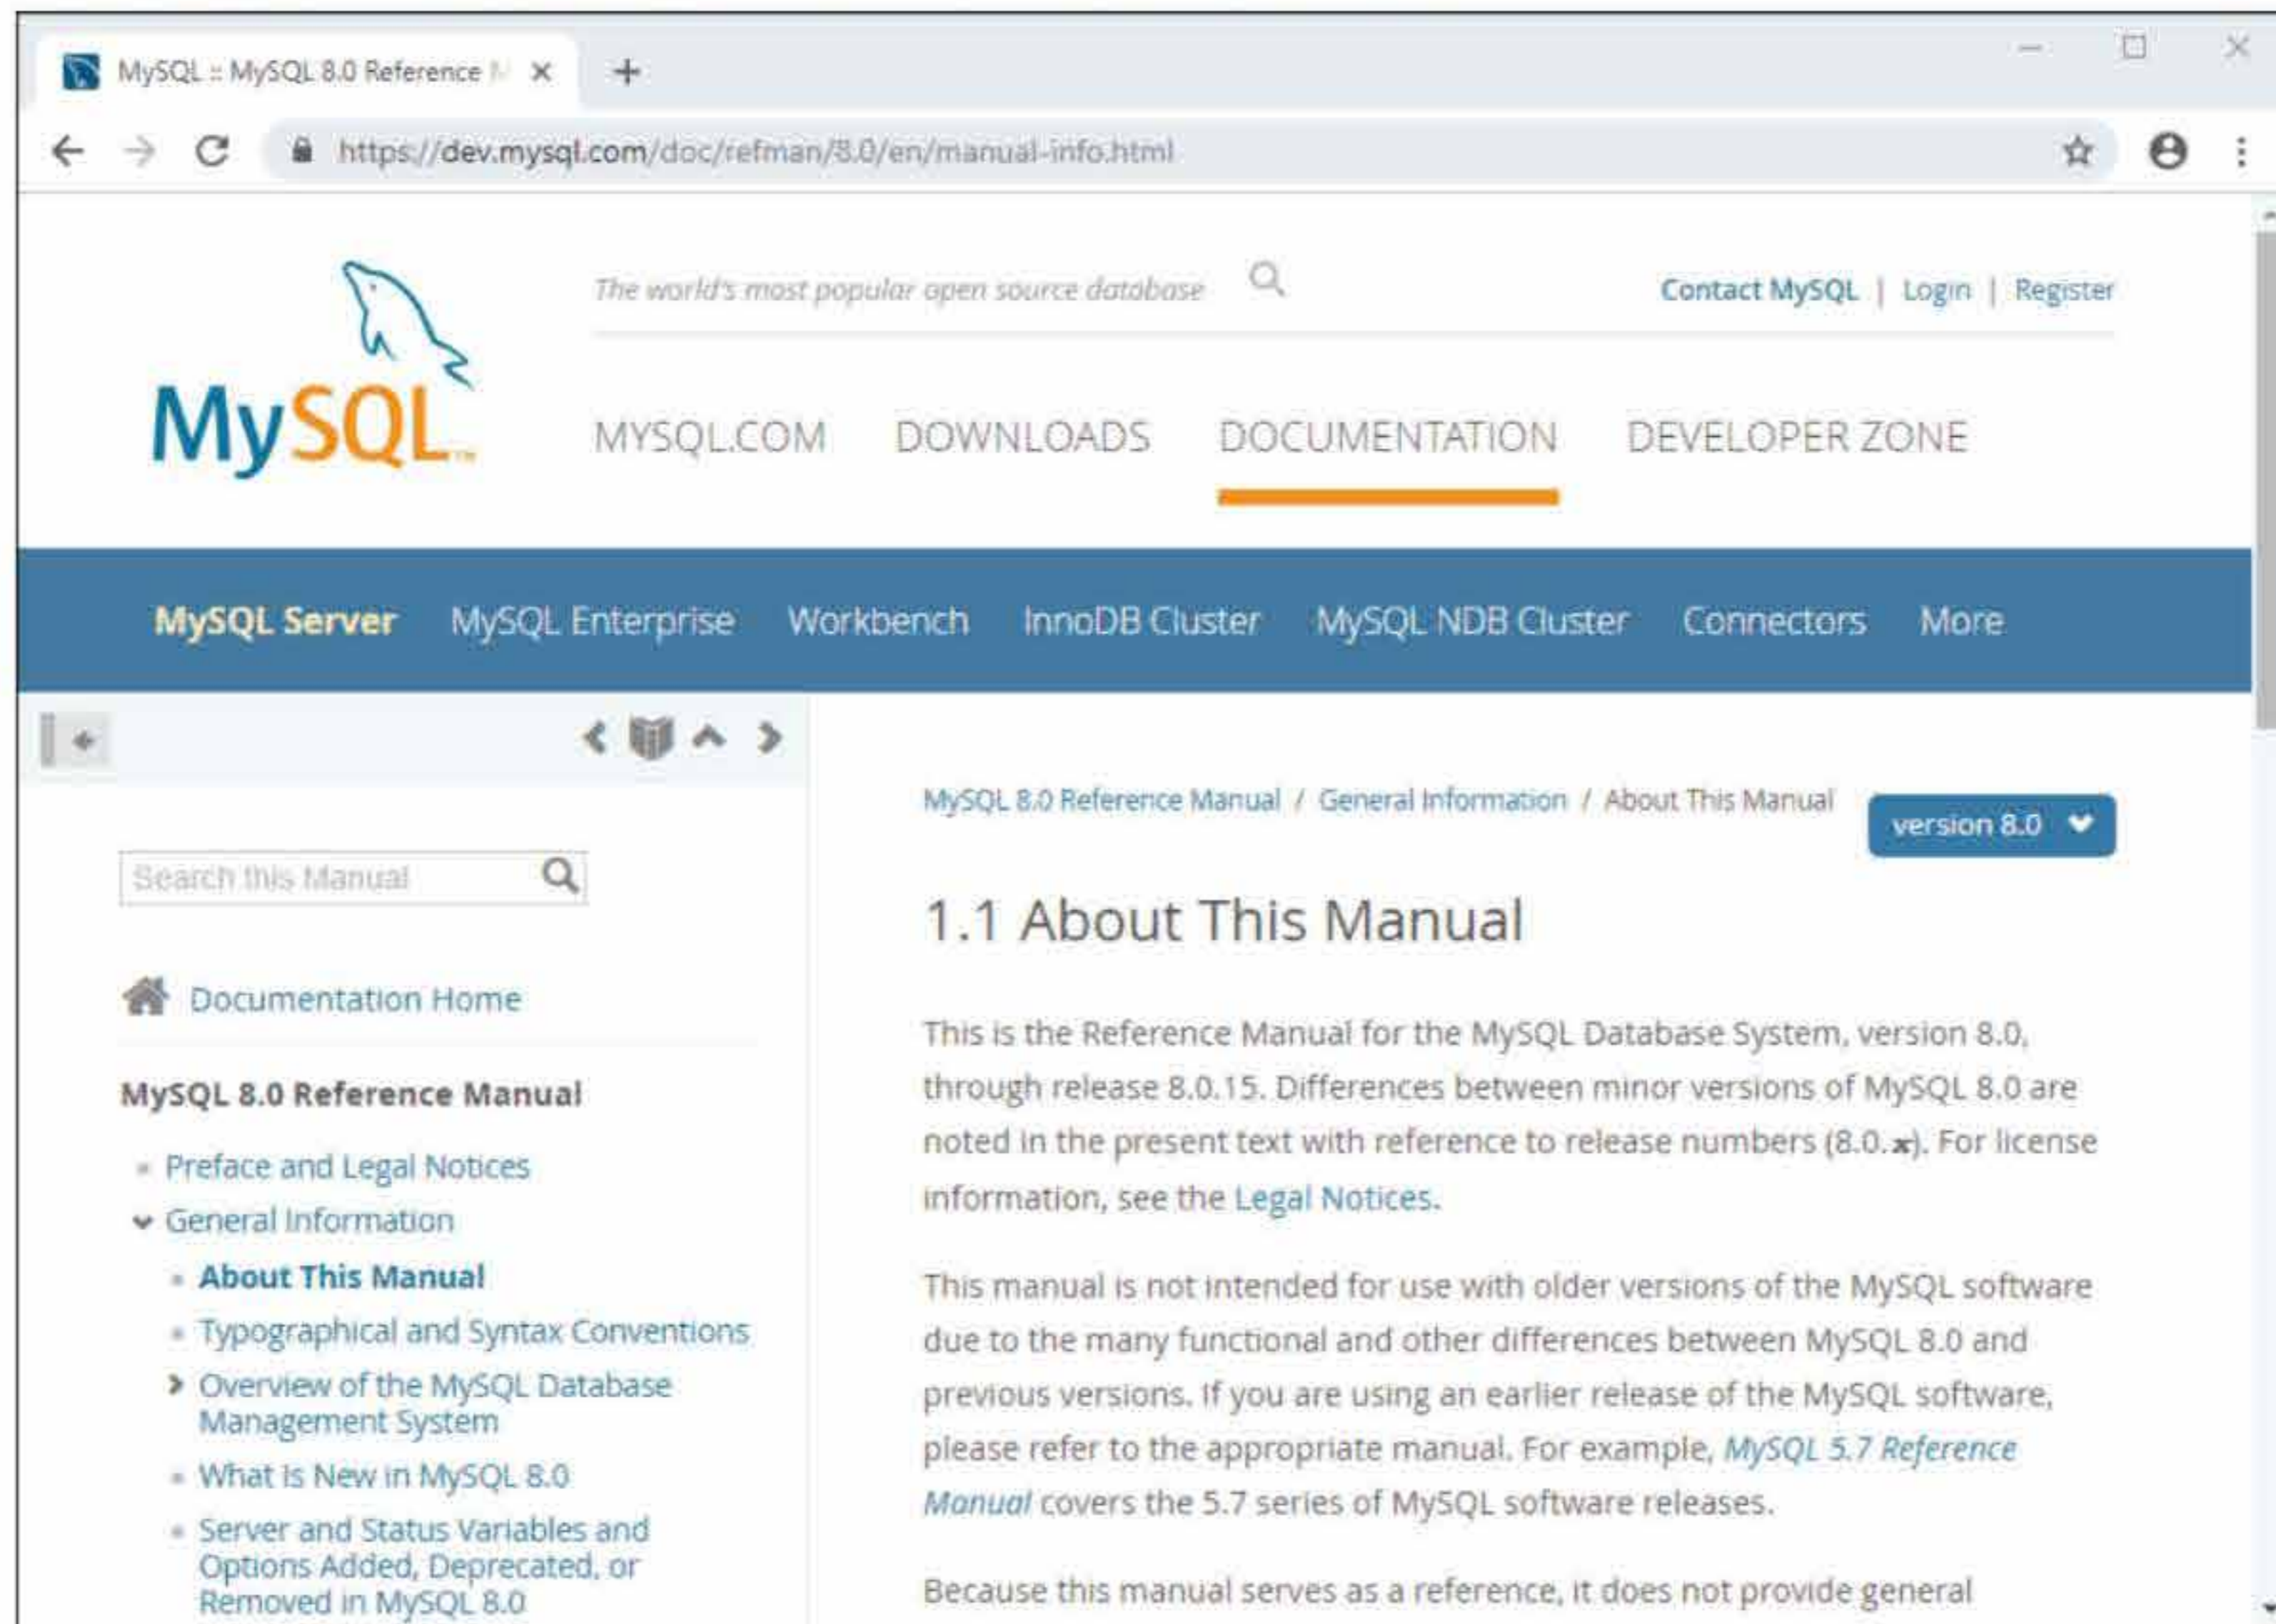 MySQL :: MySQL 8.0 Reference M
https://dev.mysql.com/doc/refman/8.0/en/manual-info.html
The world's most popular open source database
Contact MySQL | Login | Register
MySQL™
MYSQL.COM DOWNLOADS DOCUMENTATION DEVELOPER ZONE
MySQL Server MySQL Enterprise Workbench InnoDB Cluster MySQL NDB Cluster Connectors More
Search this Manual
Documentation Home
MySQL 8.0 Reference Manual
Preface and Legal Notices
General Information
About This Manual
Typographical and Syntax Conventions
Overview of the MySQL Database
Management System
What Is New in MySQL 8.0
Server and Status Variables and
Options Added, Deprecated, or
Removed in MySQL 8.0
MySQL 8.0 Reference Manual / General Information / About This Manual
version 8.0
1.1 About This Manual
This is the Reference Manual for the MySQL Database System, version 8.0,
through release 8.0.15. Differences between minor versions of MySQL 8.0 are
noted in the present text with reference to release numbers (8.0.x). For license
information, see the Legal Notices.
This manual is not intended for use with older versions of the MySQL software
due to the many functional and other differences between MySQL 8.0 and
previous versions. If you are using an earlier release of the MySQL software,
please refer to the appropriate manual. For example, MySQL 5.7 Reference
Manual covers the 5.7 series of MySQL software releases.
Because this manual serves as a reference, it does not provide general